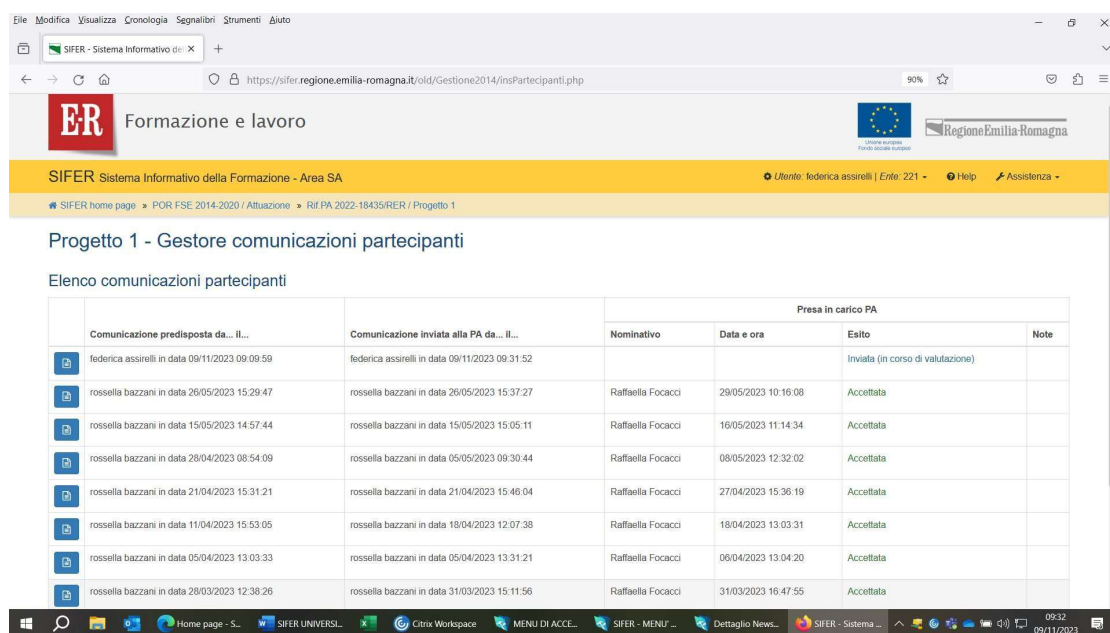 File Modifica Visualizza Cronologia Segnalibri Strumenti Aiuto
SIFER - Sistema Informativo de
https://sifer.regione.emilia-romagna.it/old/Gestione2014/insPartecipanti.php 90%
E·R Formazione e lavoro
Unione europea
Fondo sociale europeo
RegioneEmilia-Romagna
SIFER Sistema Informativo della Formazione - Area SA
Utente: federica assirelli | Ente: 221 Help Assistenza
SIFER home page » POR FSE 2014-2020 / Attuazione » Rif.PA 2022-18435/RER / Progetto 1
Progetto 1 - Gestore comunicazioni partecipanti
Elenco comunicazioni partecipanti
Presa in carico PA
Comunicazione predisposta da... il... Comunicazione inviata alla PA da... il... Nominativo Data e ora Esito Note
federica assirelli in data 09/11/2023 09:09:59 federica assirelli in data 09/11/2023 09:31:52 Inviata (in corso di valutazione)
rossella bazzani in data 26/05/2023 15:29:47 rossella bazzani in data 26/05/2023 15:37:27 Raffaella Focacci 29/05/2023 10:16:08 Accettata
rossella bazzani in data 15/05/2023 14:57:44 rossella bazzani in data 15/05/2023 15:05:11 Raffaella Focacci 16/05/2023 11:14:34 Accettata
rossella bazzani in data 28/04/2023 08:54:09 rossella bazzani in data 05/05/2023 09:30:44 Raffaella Focacci 08/05/2023 12:32:02 Accettata
rossella bazzani in data 21/04/2023 15:31:21 rossella bazzani in data 21/04/2023 15:46:04 Raffaella Focacci 27/04/2023 15:36:19 Accettata
rossella bazzani in data 11/04/2023 15:53:05 rossella bazzani in data 18/04/2023 12:07:38 Raffaella Focacci 18/04/2023 13:03:31 Accettata
rossella bazzani in data 05/04/2023 13:03:33 rossella bazzani in data 05/04/2023 13:31:21 Raffaella Focacci 06/04/2023 13:04:20 Accettata
rossella bazzani in data 28/03/2023 12:38:26 rossella bazzani in data 31/03/2023 15:11:56 Raffaella Focacci 31/03/2023 16:47:55 Accettata
Home page - S... SIFER UNIVERSI... Citrix Workspace MENU DI ACCE... SIFER - MENU' ... Dettaglio News... SIFER - Sistema ... 09:32
09/11/2023